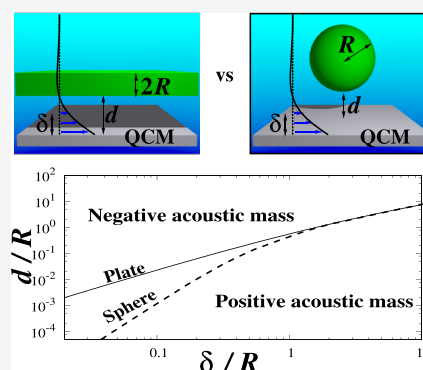 R
2R
vs
d
d
δ
QCM
δ
QCM
10²
10¹
10⁰
10⁻¹
10⁻²
10⁻³
10⁻⁴
d/R
Negative acoustic mass
Plate
Sphere
Positive acoustic mass
0.1 1 1
δ/R